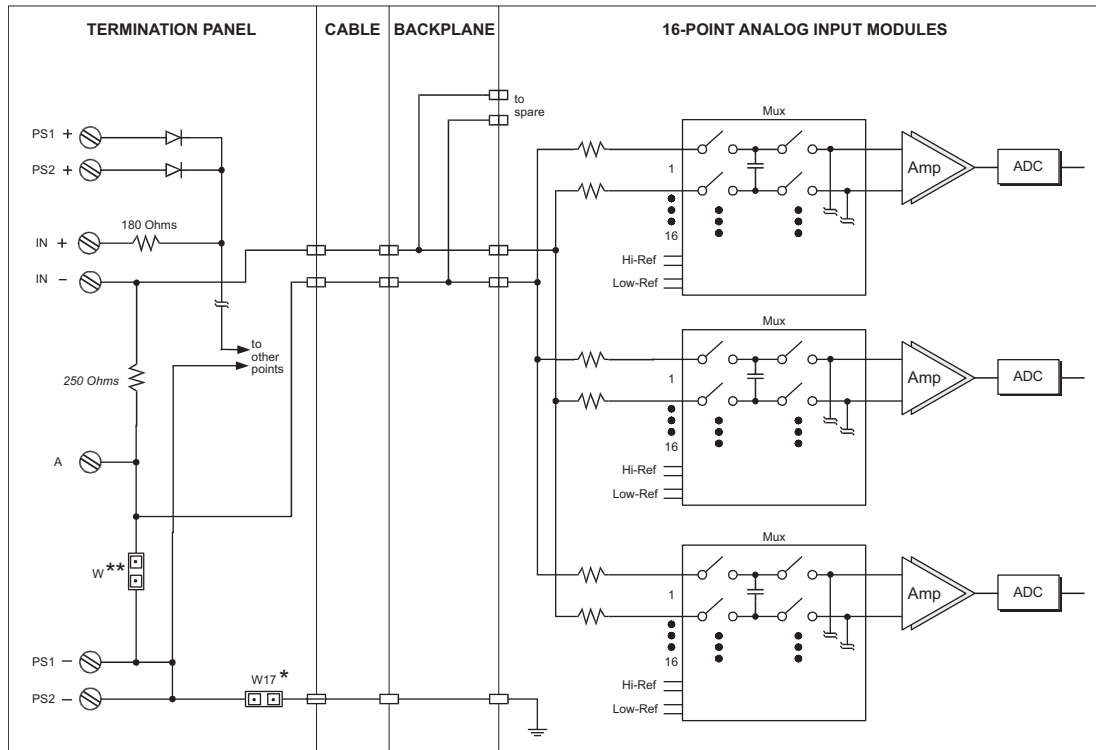 TERMINATION PANEL
CABLE
BACKPLANE
16-POINT ANALOG INPUT MODULES
PS1 +
PS2 +
180 Ohms
IN +
IN –
to
other
points
250 Ohms
A
W**
PS1 –
PS2 –
W17*
to
spare
Mux
1
16
Hi-Ref
Low-Ref
Amp
ADC
Mux
1
16
Hi-Ref
Low-Ref
Amp
ADC
Mux
1
16
Hi-Ref
Low-Ref
Amp
ADC